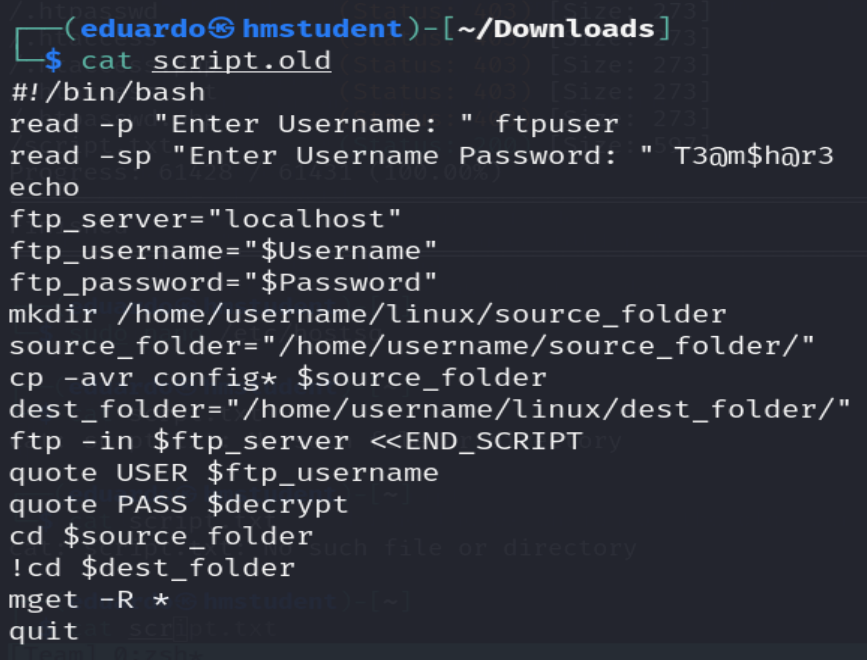 ┌──(eduardo㉿hmstudent)-[~/Downloads]
└─$ cat script.old
#!/bin/bash
read -p "Enter Username: " ftpuser
read -sp "Enter Username Password: " T3@m$h@r3
echo
ftp_server="localhost"
ftp_username="$Username"
ftp_password="$Password"
mkdir /home/username/linux/source_folder
source_folder="/home/username/source_folder/"
cp -avr config* $source_folder
dest_folder="/home/username/linux/dest_folder/"
ftp -in $ftp_server <<END_SCRIPT
quote USER $ftp_username
quote PASS $decrypt
cd $source_folder
!cd $dest_folder
mget -R *
quit